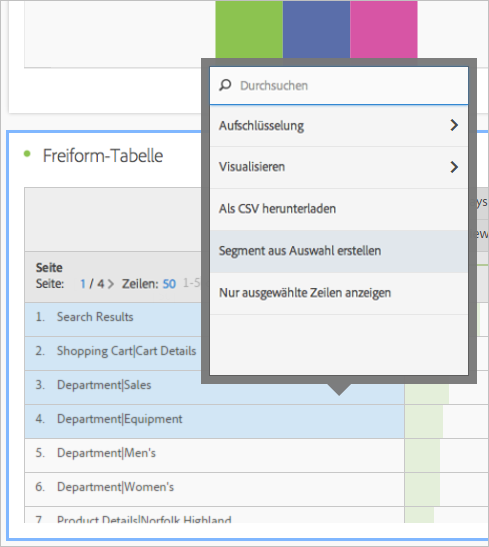 Durchsuchen
Aufschlüsselung
Visualisieren
Als CSV herunterladen
Segment aus Auswahl erstellen
Nur ausgewählte Zeilen anzeigen
Freiform-Tabelle
Seite
Seite: 1 / 4 > Zeilen: 50 1-5
1. Search Results
2. Shopping Cart|Cart Details
3. Department|Sales
4. Department|Equipment
5. Department|Men's
6. Department|Women's
7. Product Details|Norfolk Highland